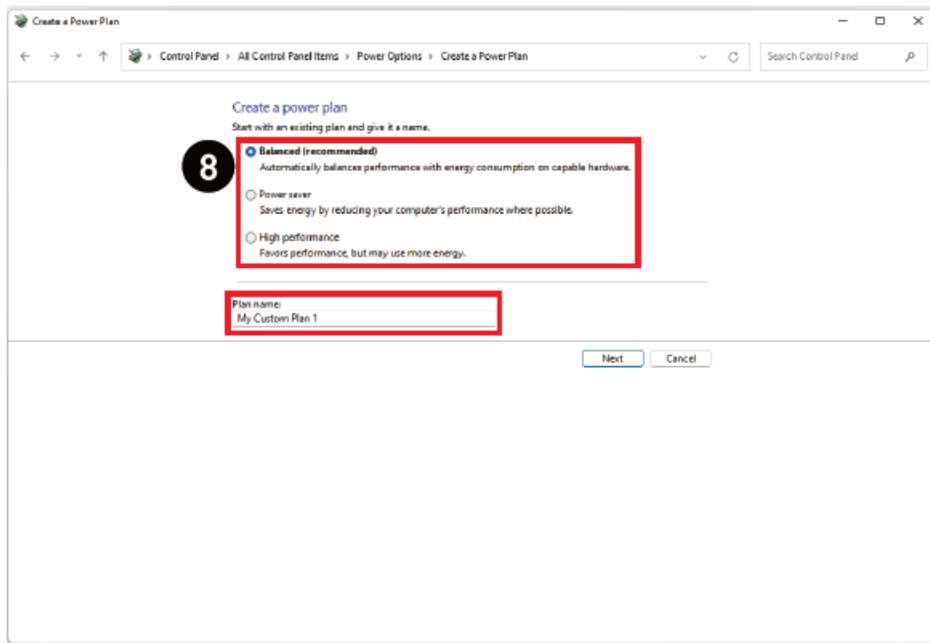 Create a Power Plan
Control Panel > All Control Panel Items > Power Options > Create a Power Plan
Search Control Panel
Create a power plan
Start with an existing plan and give it a name.
8
Balanced (recommended)
Automatically balances performance with energy consumption on capable hardware.
Power saver
Saves energy by reducing your computer's performance where possible.
High performance
Favors performance, but may use more energy.
Plan name:
My Custom Plan 1
Next Cancel